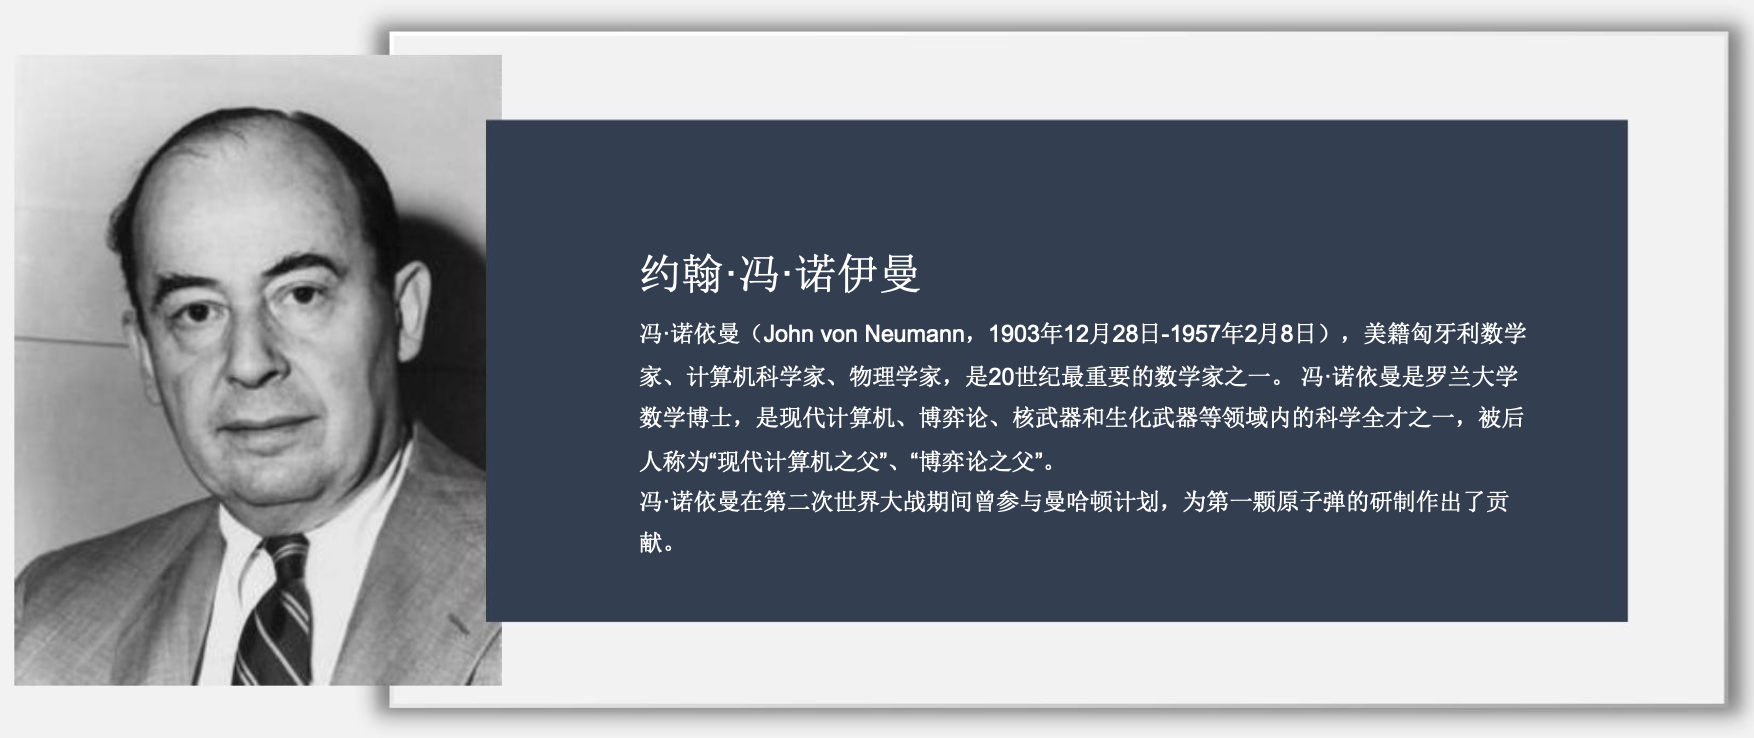 约翰·冯·诺伊曼
冯·诺依曼（John von Neumann，1903年12月28日-1957年2月8日），美籍匈牙利数学
家、计算机科学家、物理学家，是20世纪最重要的数学家之一。 冯·诺依曼是罗兰大学
数学博士，是现代计算机、博弈论、核武器和生化武器等领域内的科学全才之一，被后
人称为“现代计算机之父”、“博弈论之父”。
冯·诺依曼在第二次世界大战期间曾参与曼哈顿计划，为第一颗原子弹的研制作出了贡
献。